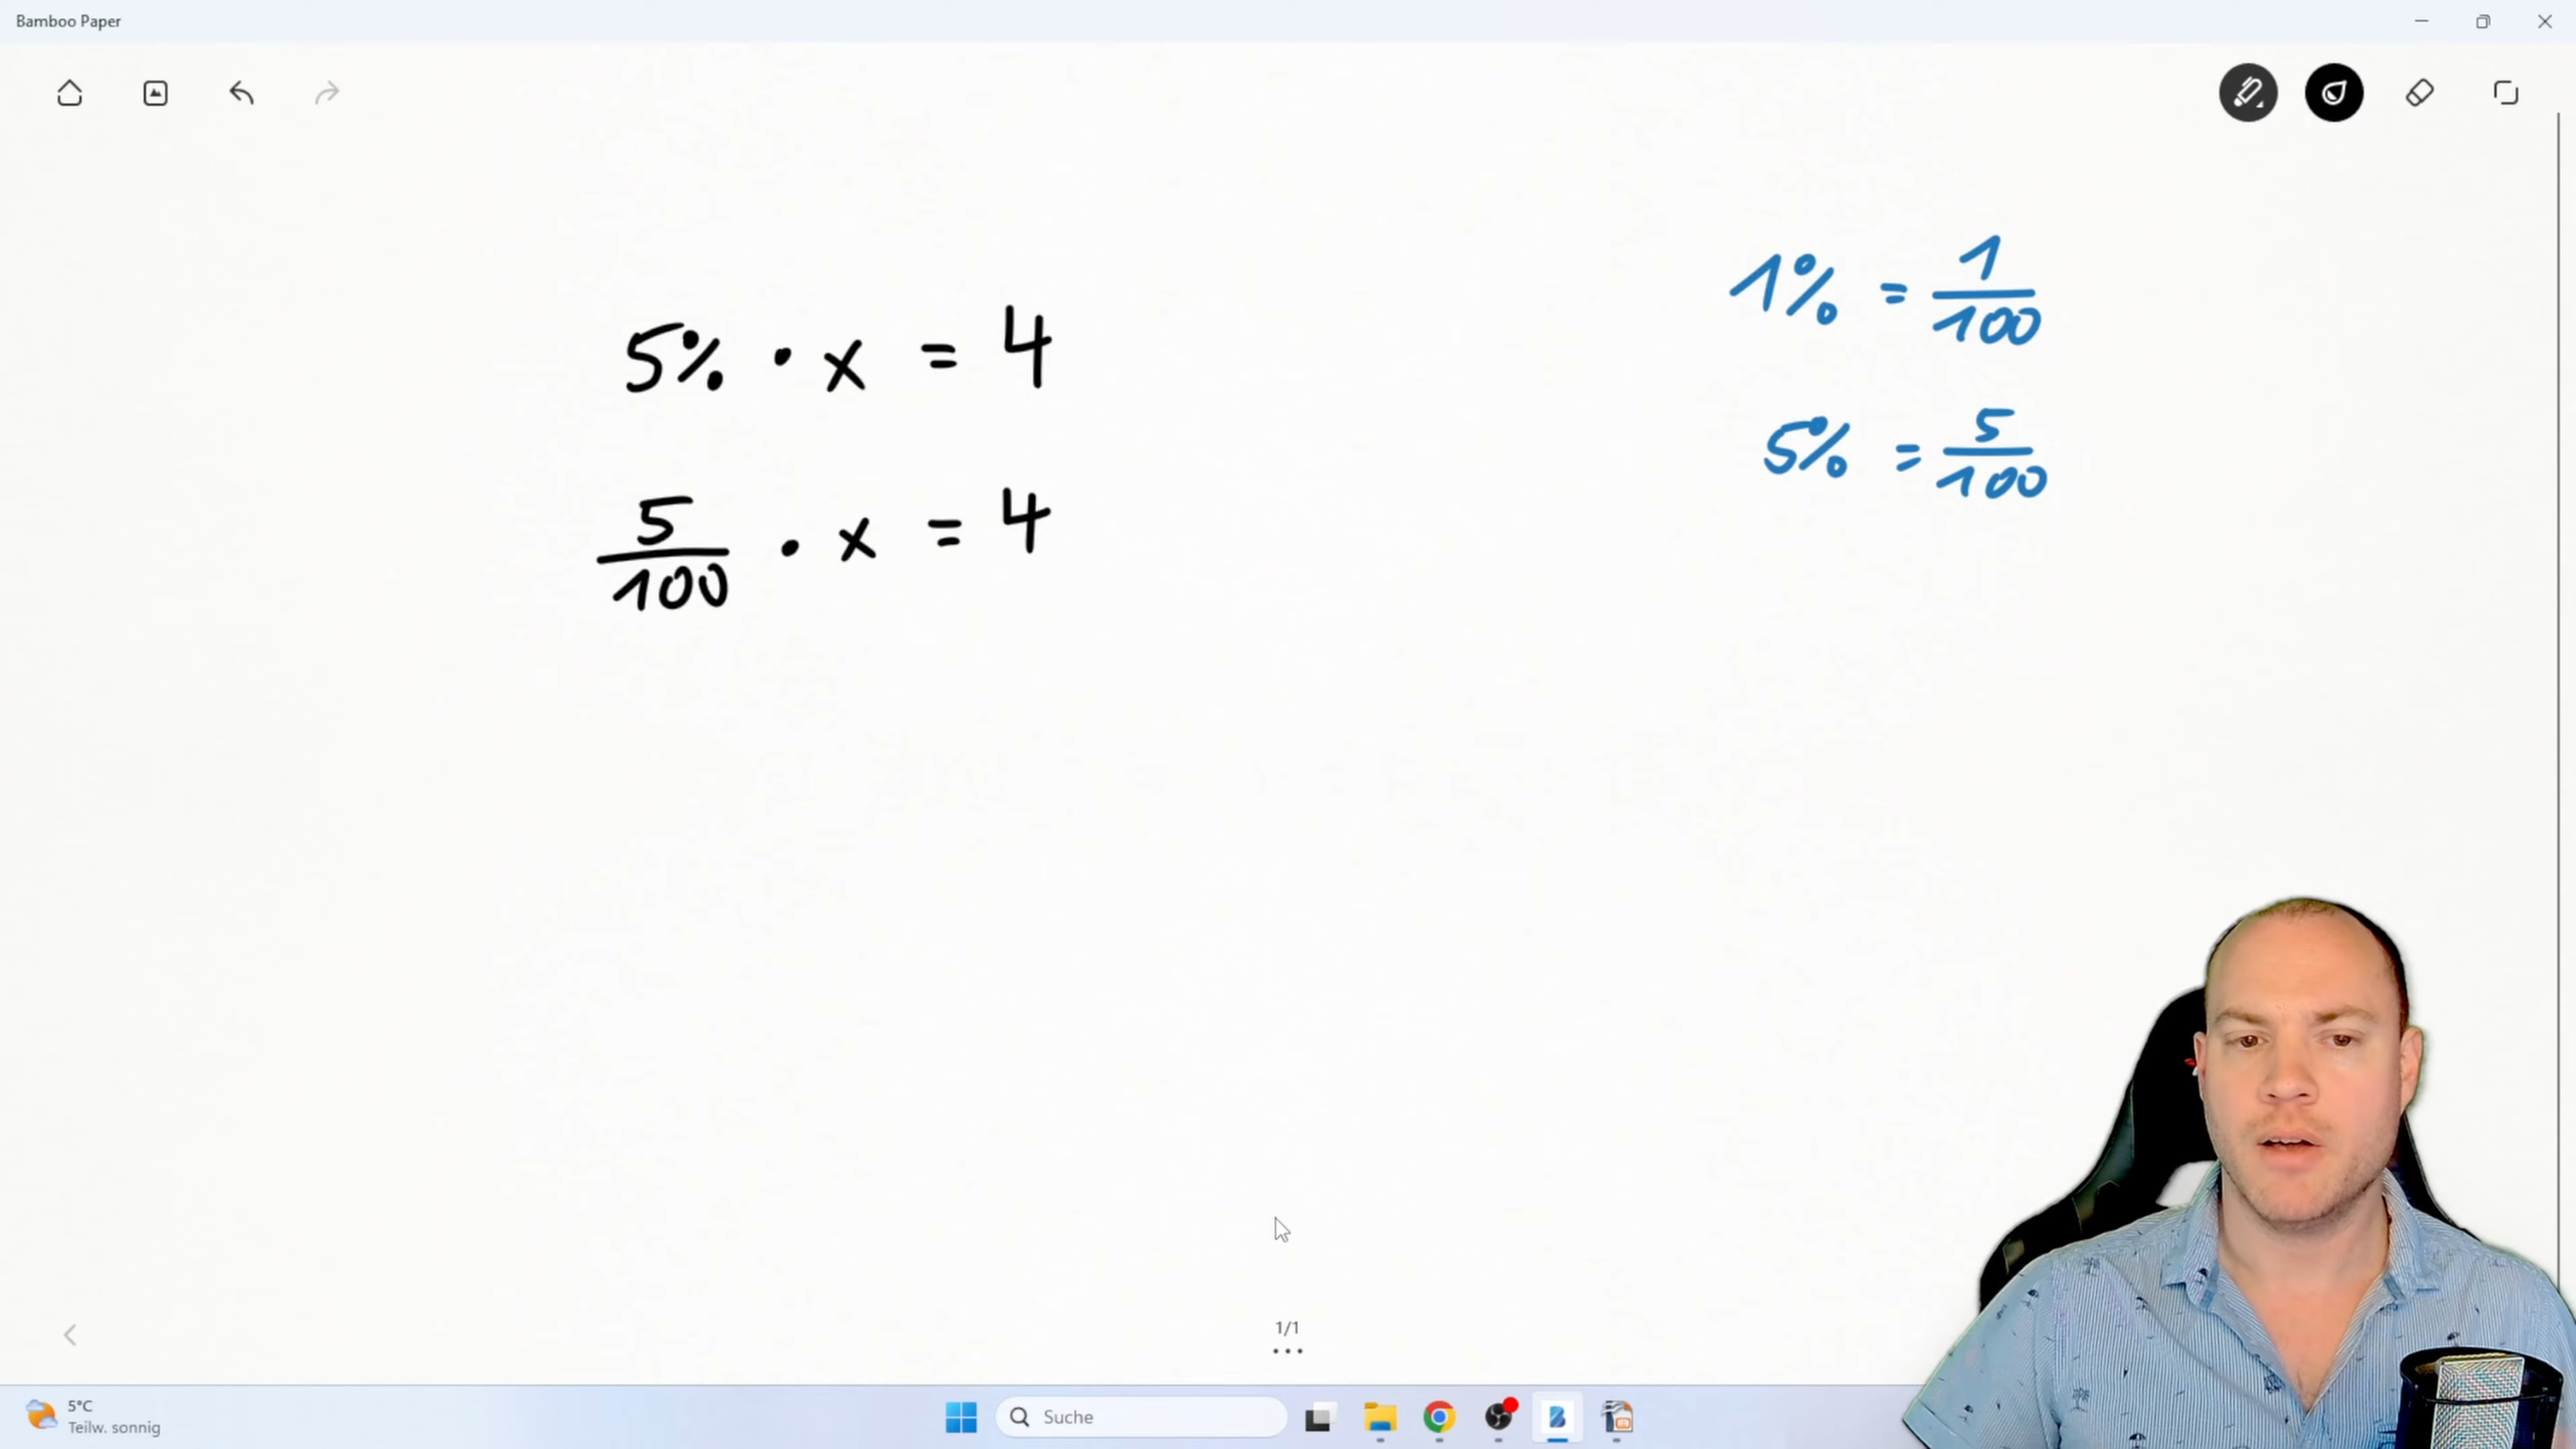 Bamboo Paper
5% · x = 4
5/100 · x = 4
1% = 1/100
5% = 5/100
1/1
5°C
Teilw. sonnig
Suche